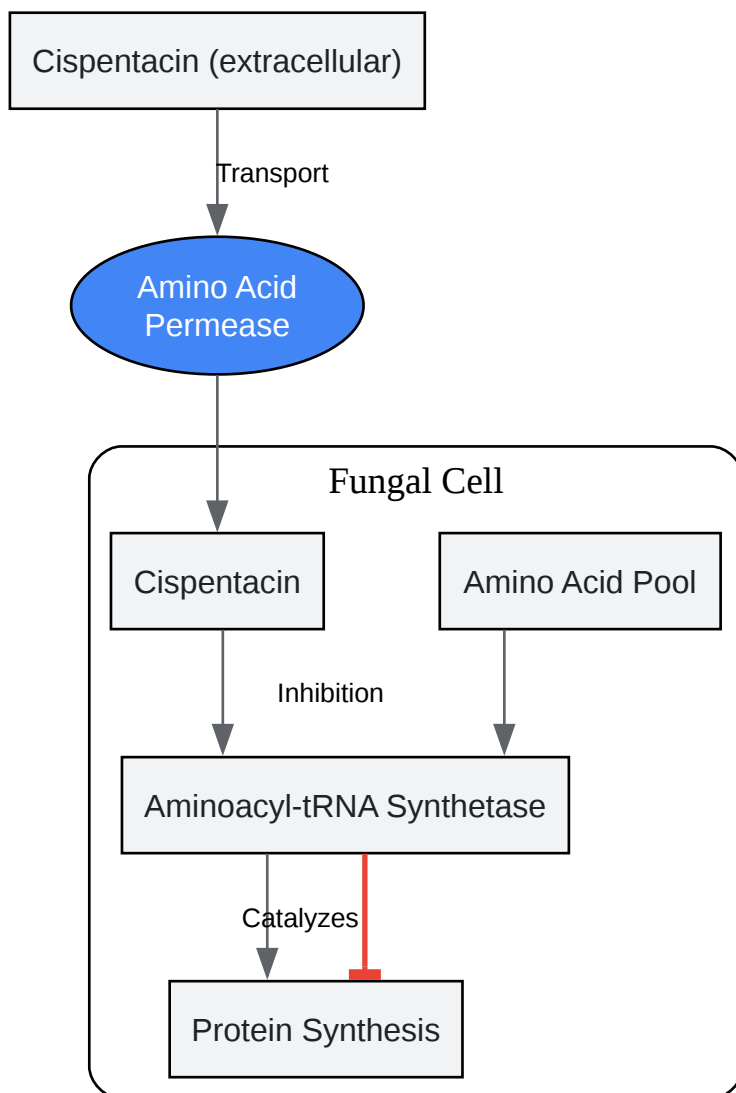 Cispentacin (extracellular)
Transport
Amino Acid
Permease
Fungal Cell
Cispentacin
Amino Acid Pool
Inhibition
Aminoacyl-tRNA Synthetase
Catalyzes
Protein Synthesis